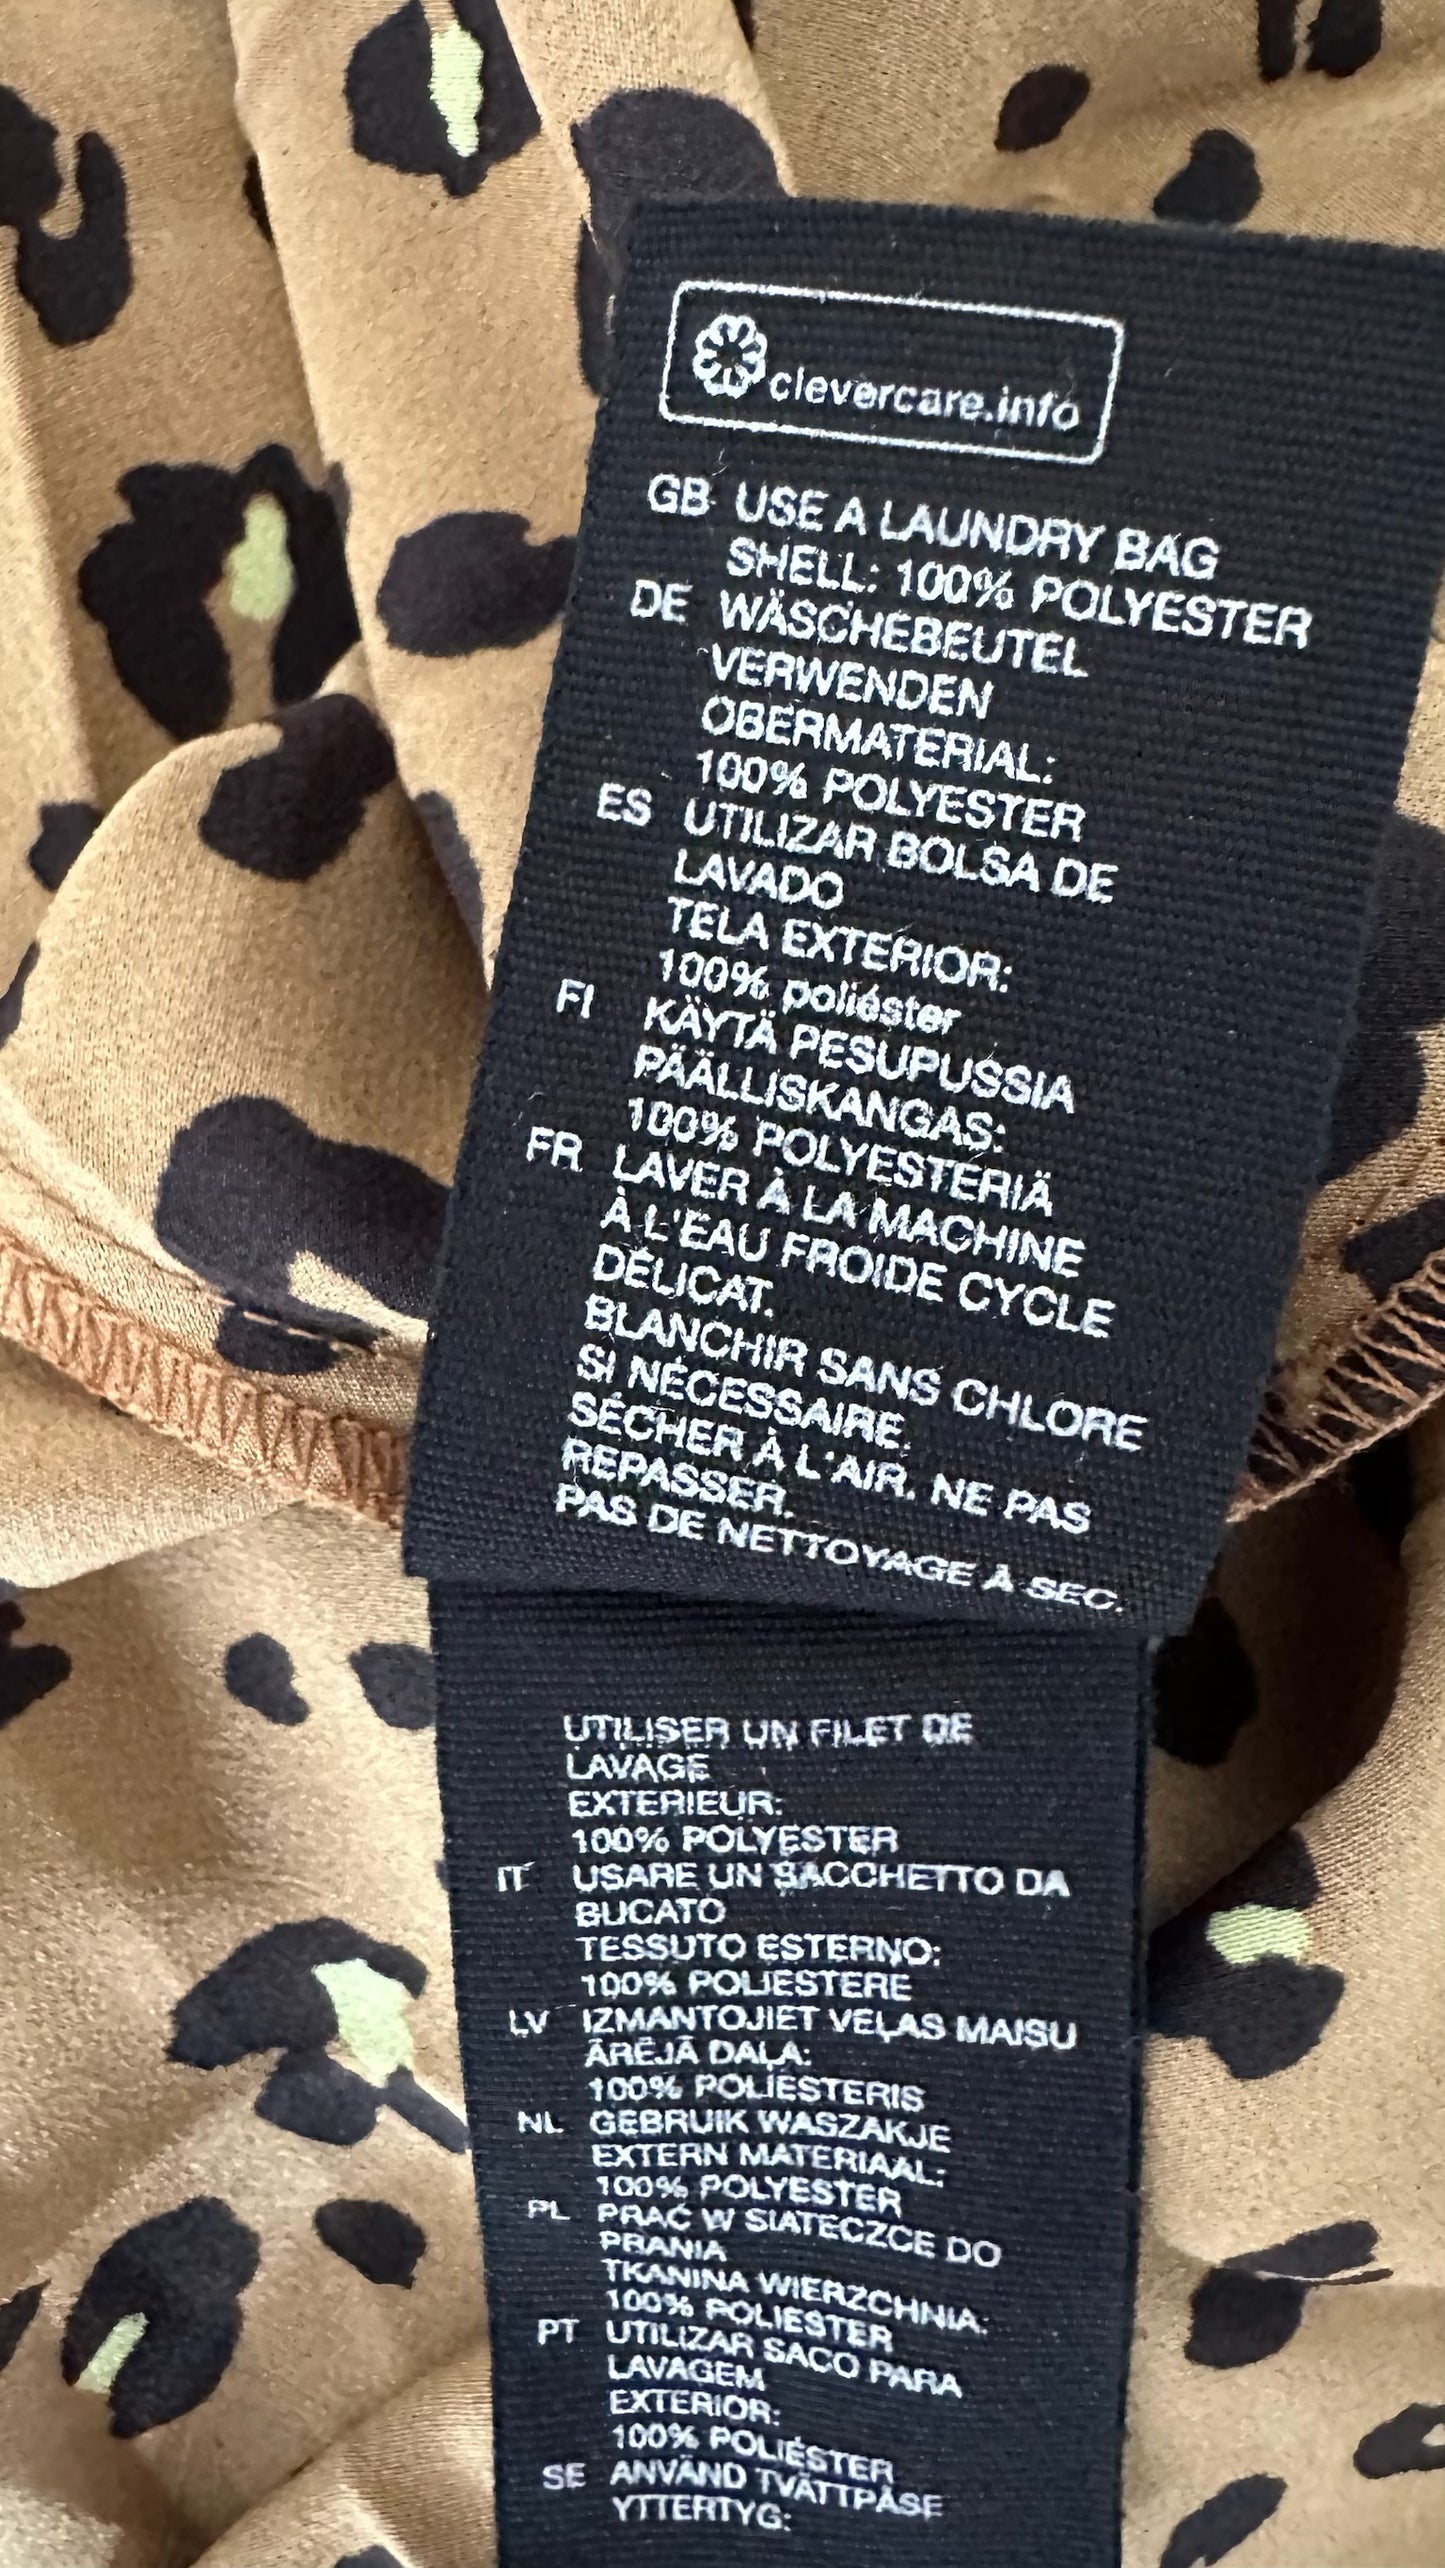 clevercare.info
GB USE A LAUNDRY BAG
SHELL: 100% POLYESTER
DE WÄSCHEBEUTEL
VERWENDEN
OBERMATERIAL:
100% POLYESTER
ES UTILIZAR BOLSA DE
LAVADO
TELA EXTERIOR:
100% poliéster
FI KÄYTÄ PESUPUSSIA
PÄÄLLISKANGAS:
100% POLYESTERIÄ
FR LAVER À LA MACHINE
À L'EAU FROIDE CYCLE
DÉLICAT.
BLANCHIR SANS CHLORE
SI NÉCESSAIRE.
SÉCHER À L'AIR. NE PAS
REPASSER.
PAS DE NETTOYAGE À SEC.
UTILISER UN FILET DE
LAVAGE
EXTERIEUR:
100% POLYESTER
IT USARE UN SACCHETTO DA
BUCATO
TESSUTO ESTERNO:
100% POLIESTERE
LV IZMANTOJIET VEĻAS MAISU
ĀRĒJĀ DAĻA:
100% POLIESTERIS
NL GEBRUIK WASZAKJE
EXTERN MATERIAAL:
100% POLYESTER
PL PRAĆ W SIATECZCE DO
PRANIA
TKANINA WIERZCHNIA:
100% POLIESTER
PT UTILIZAR SACO PARA
LAVAGEM
EXTERIOR:
100% POLIÉSTER
SE ANVÄND TVÄTTPÅSE
YTTERTYG: